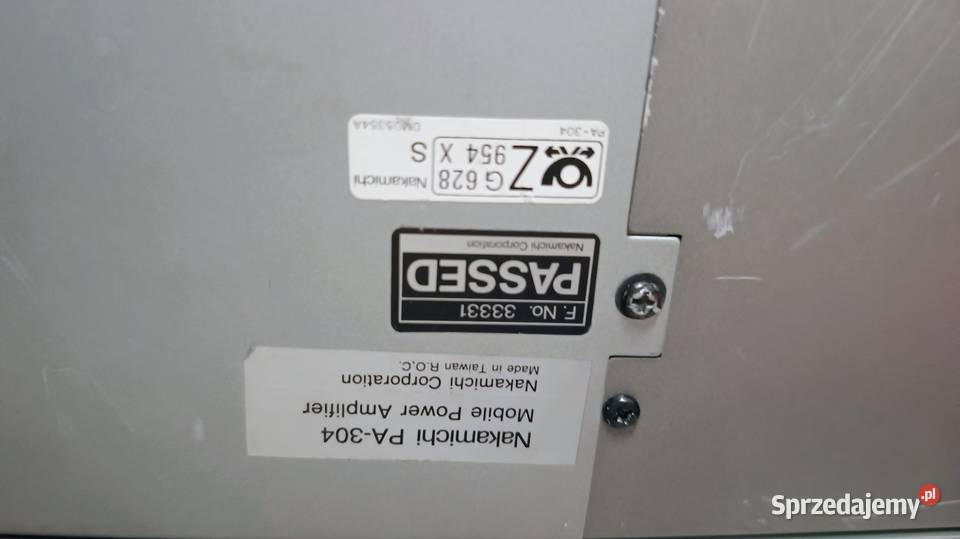 Nakamichi PA-304
Mobile Power Amplifier
Nakamichi Corporation
Made in Taiwan R.O.C.
F. No. 33331
PASSED
Nakamichi Corporation
Nakamichi
G 628
Z 954 X S
PA-304
0M05354A
Sprzedajemy.pl